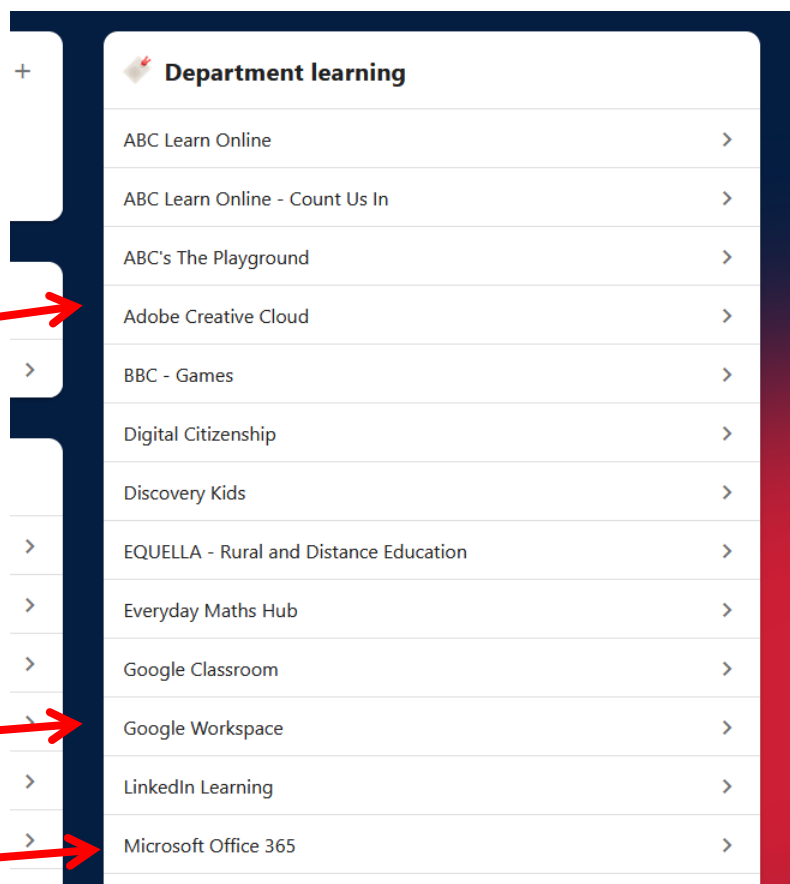 Department learning
ABC Learn Online
ABC Learn Online - Count Us In
ABC's The Playground
Adobe Creative Cloud
BBC - Games
Digital Citizenship
Discovery Kids
EQUELLA - Rural and Distance Education
Everyday Maths Hub
Google Classroom
Google Workspace
LinkedIn Learning
Microsoft Office 365